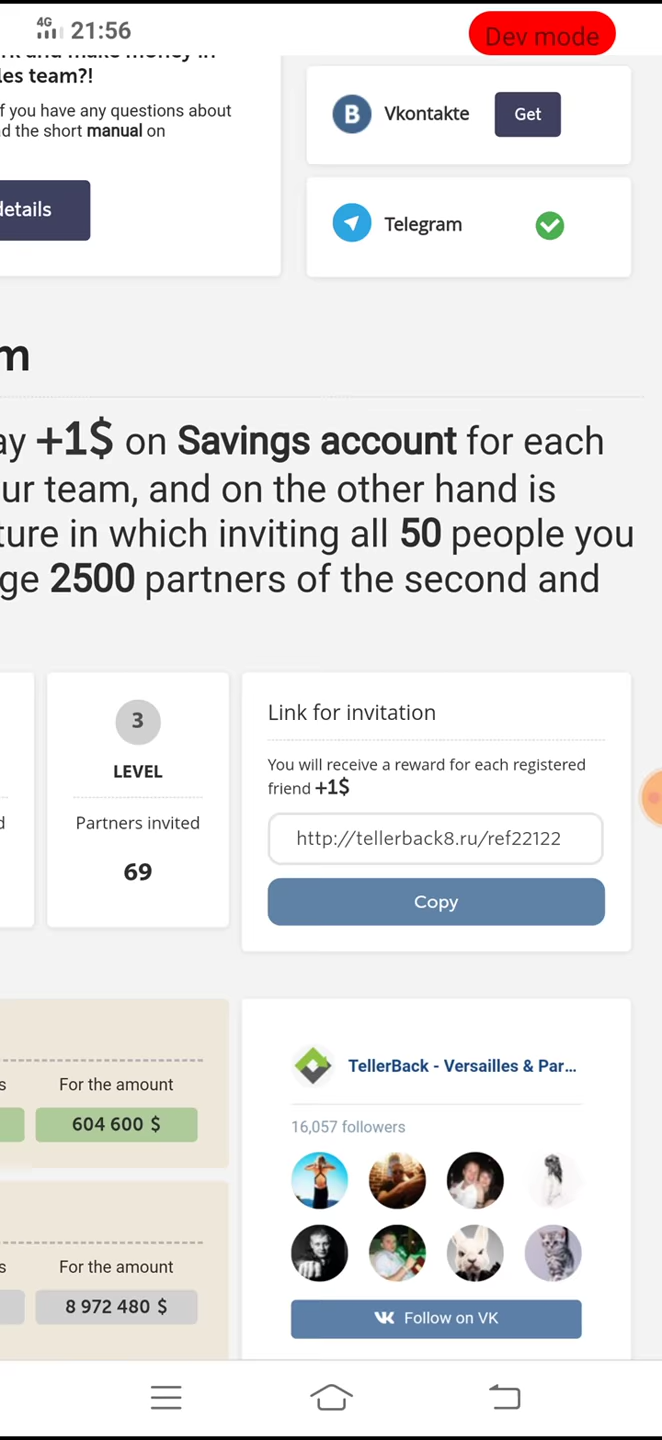 4G 21:56
Dev mode
les team?!
f you have any questions about
d the short manual on
details
Vkontakte
Get
Telegram
m
ay +1$ on Savings account for each
ur team, and on the other hand is
ture in which inviting all 50 people you
ge 2500 partners of the second and
3
LEVEL
d
Partners invited
69
Link for invitation
You will receive a reward for each registered
friend +1$
http://tellerback8.ru/ref22122
Copy
s
For the amount
604 600 $
s
For the amount
8 972 480 $
TellerBack - Versailles & Par...
16,057 followers
Follow on VK